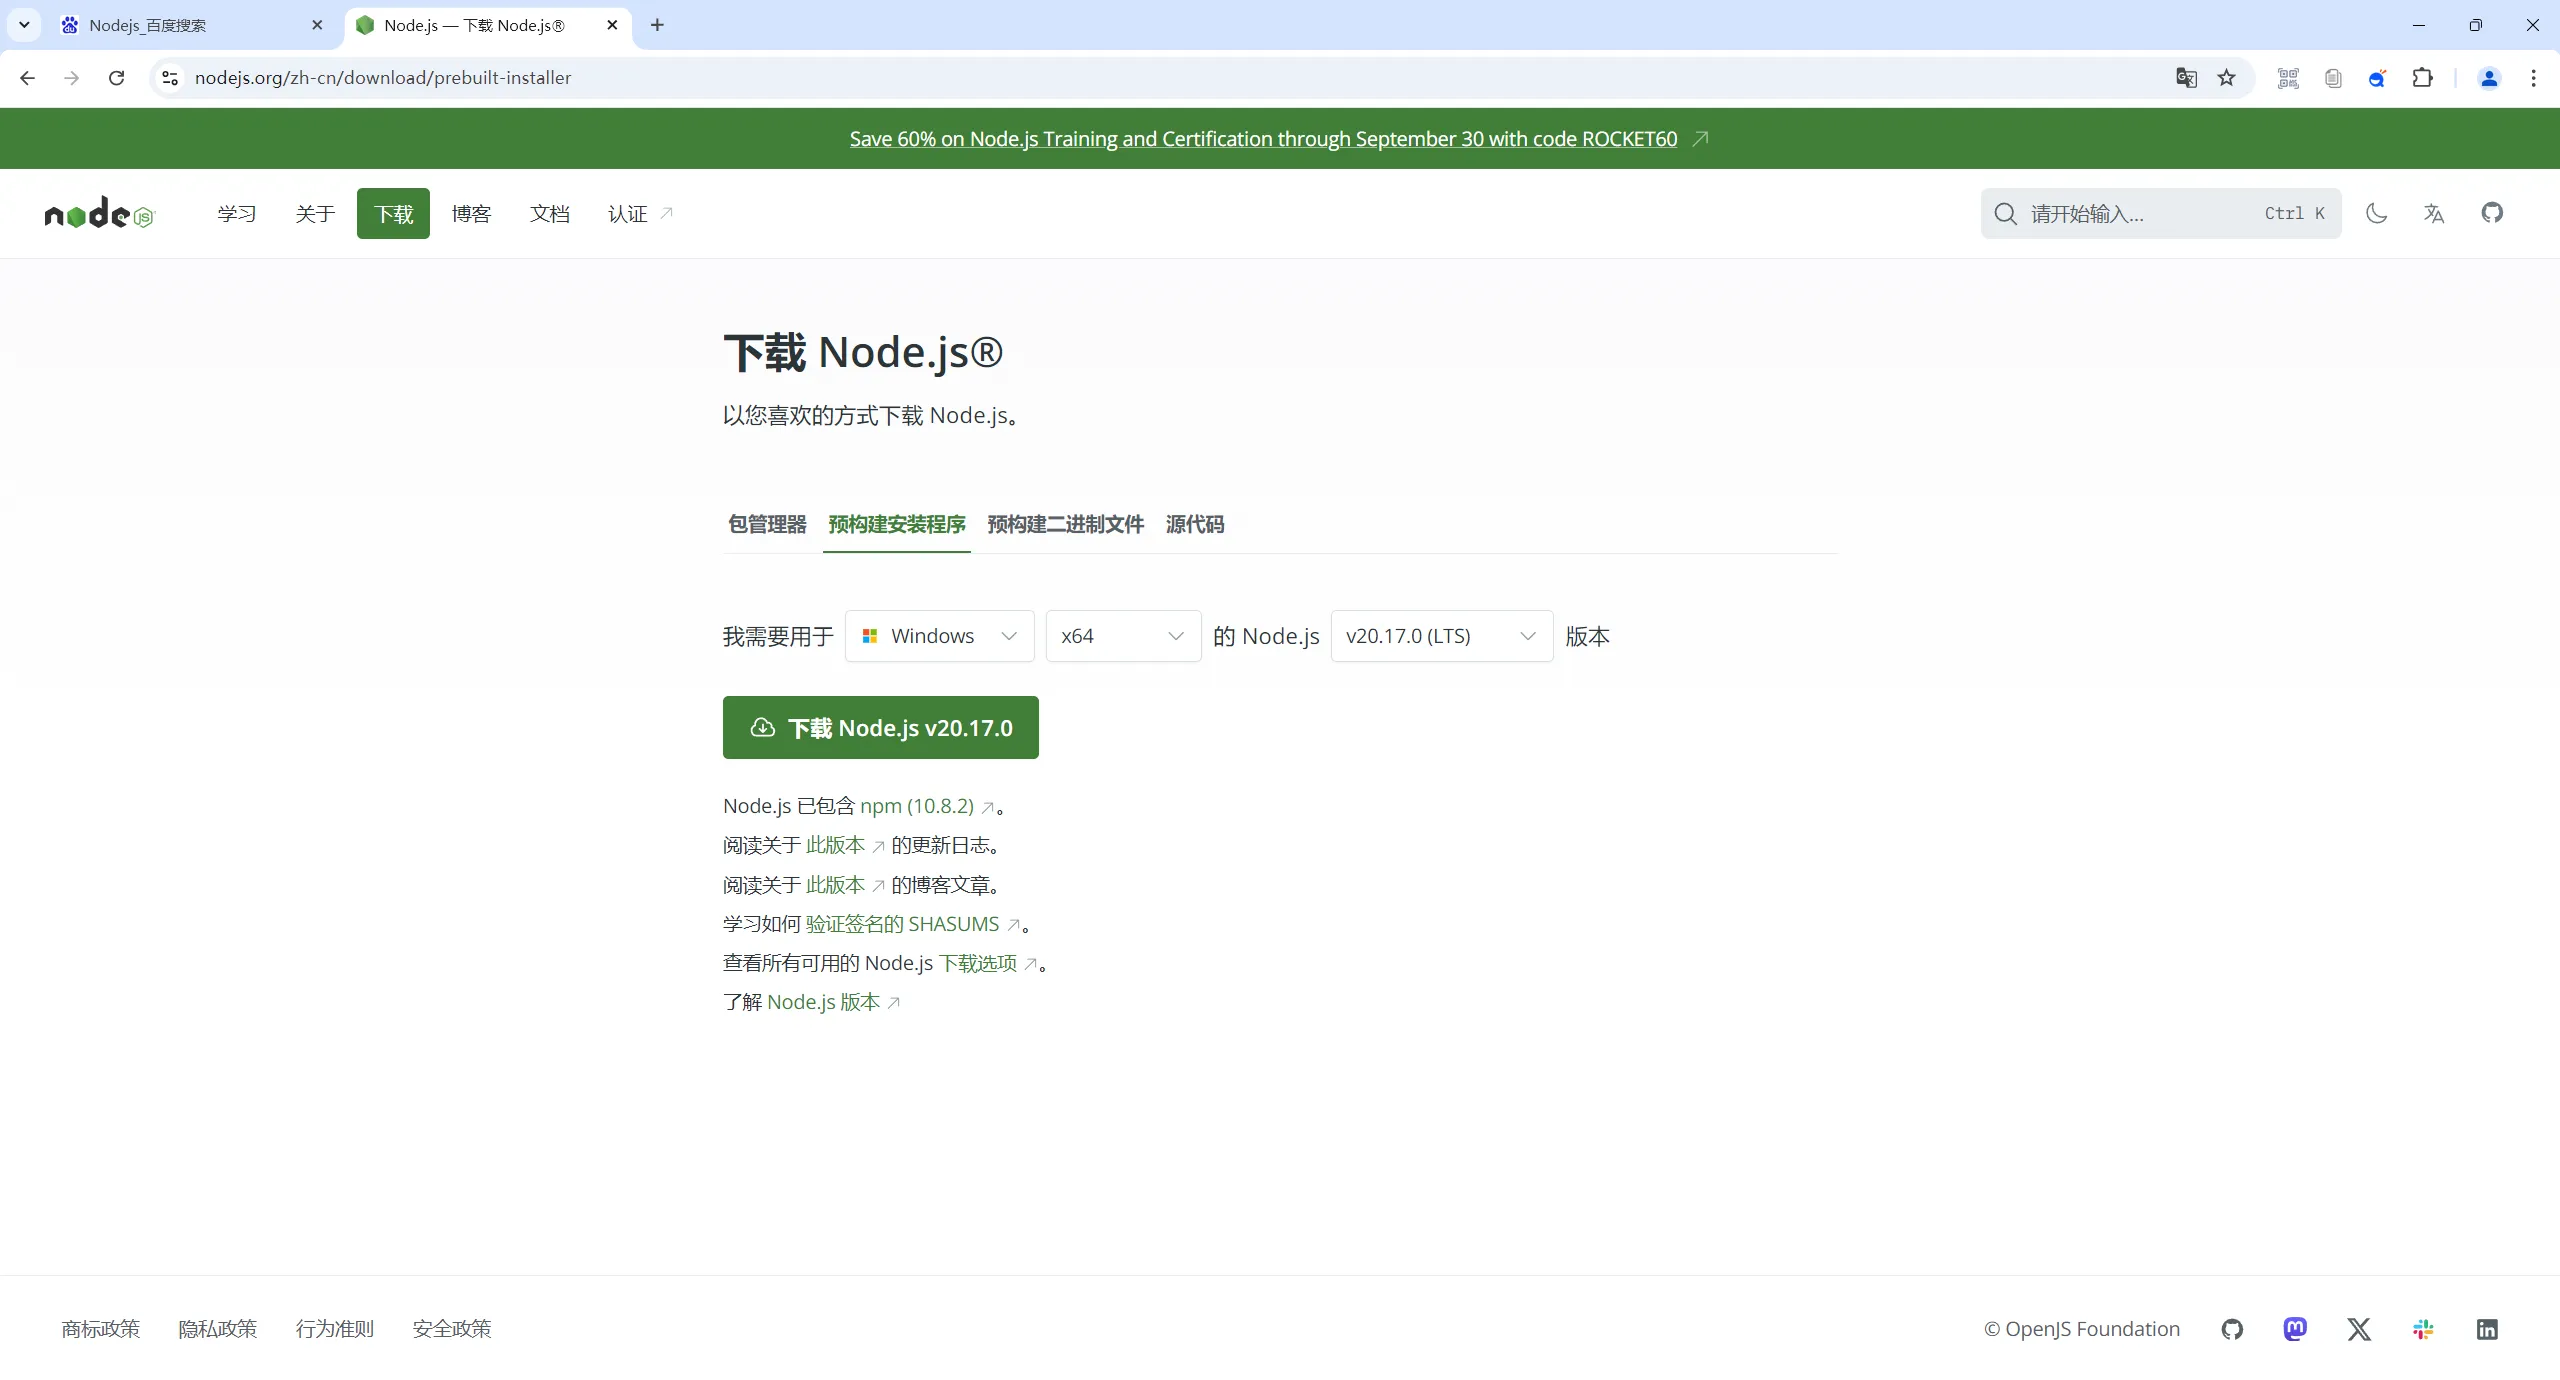 Nodejs_百度搜索
Node.js — 下载 Node.js®
nodejs.org/zh-cn/download/prebuilt-installer
Save 60% on Node.js Training and Certification through September 30 with code ROCKET60
node JS
学习 关于 下载 博客 文档 认证
请开始输入... Ctrl K
下载 Node.js®
以您喜欢的方式下载 Node.js。
包管理器 预构建安装程序 预构建二进制文件 源代码
我需要用于 Windows x64 的 Node.js v20.17.0 (LTS) 版本
下载 Node.js v20.17.0
Node.js 已包含 npm (10.8.2) 。
阅读关于 此版本 的更新日志。
阅读关于 此版本 的博客文章。
学习如何 验证签名的 SHASUMS 。
查看所有可用的 Node.js 下载选项 。
了解 Node.js 版本
商标政策 隐私政策 行为准则 安全政策
© OpenJS Foundation